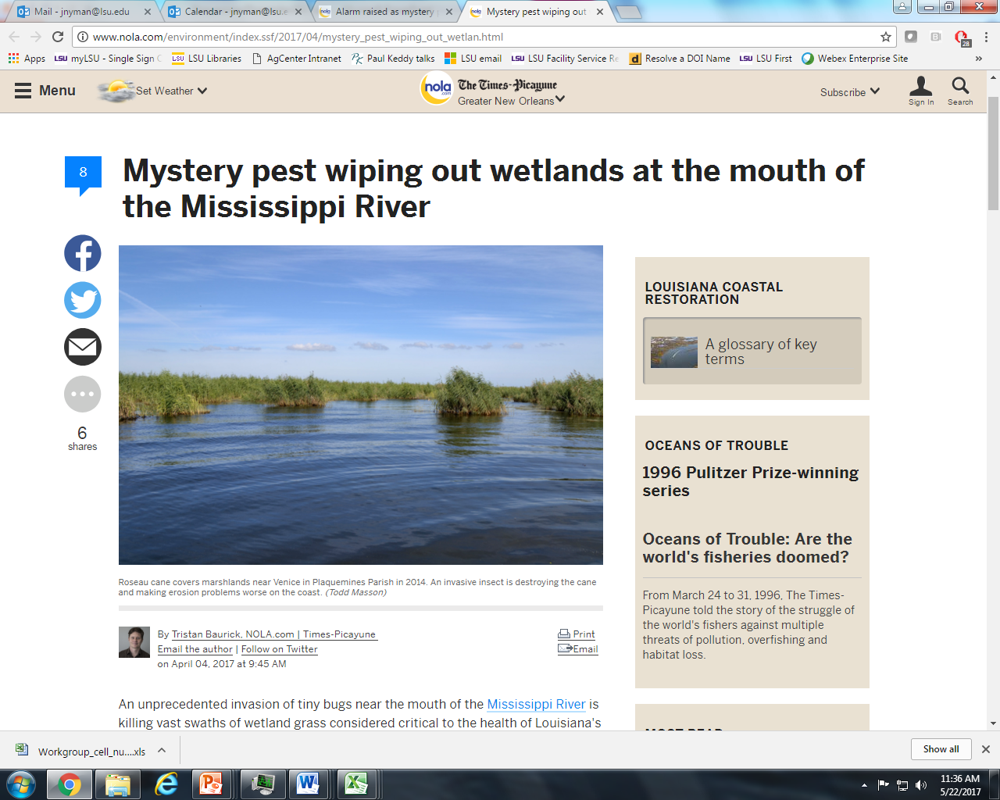 Mail - jnyman@lsu.edu
Calendar - jnyman@lsu.e
Alarm raised as mystery
Mystery pest wiping out
www.nola.com/environment/index.ssf/2017/04/mystery_pest_wiping_out_wetlan.html
28
Apps
LSU myLSU - Single Sign
LSU LSU Libraries
AgCenter Intranet
Paul Keddy talks
LSU email
LSU LSU Facility Service Re
d Resolve a DOI Name
LSU LSU First
Webex Enterprise Site
»
Menu
Set Weather
nola
.com
The Times-Picayune
Greater New Orleans
Subscribe
Sign In
Search
8
Mystery pest wiping out wetlands at the mouth of
the Mississippi River
6
shares
Roseau cane covers marshlands near Venice in Plaquemines Parish in 2014. An invasive insect is destroying the cane
and making erosion problems worse on the coast. (Todd Masson)
By Tristan Baurick, NOLA.com | Times-Picayune
Email the author | Follow on Twitter
on April 04, 2017 at 9:45 AM
Print
Email
An unprecedented invasion of tiny bugs near the mouth of the Mississippi River is
killing vast swaths of wetland grass considered critical to the health of Louisiana's
LOUISIANA COASTAL
RESTORATION
A glossary of key
terms
OCEANS OF TROUBLE
1996 Pulitzer Prize-winning
series
Oceans of Trouble: Are the
world's fisheries doomed?
From March 24 to 31, 1996, The Times-
Picayune told the story of the struggle of
the world's fishers against multiple
threats of pollution, overfishing and
habitat loss.
MOST READ
Workgroup_cell_nu....xls
Show all
11:36 AM
5/22/2017